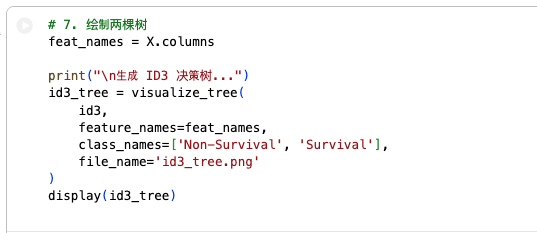 # 7. 绘制两棵树
feat_names = X.columns
print("\n生成 ID3 决策树...")
id3_tree = visualize_tree(
    id3,
    feature_names=feat_names,
    class_names=['Non-Survival', 'Survival'],
    file_name='id3_tree.png'
)
display(id3_tree)